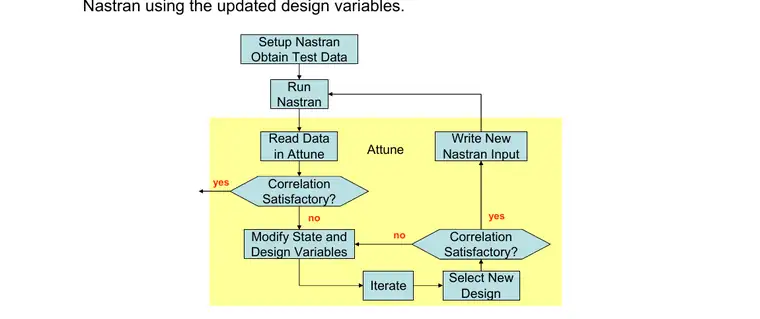 Nastran using the updated design variables.
Setup Nastran
Obtain Test Data
Run
Nastran
Read Data
in Attune
Attune
Write New
Nastran Input
yes
Correlation
Satisfactory?
no
yes
Modify State and
Design Variables
no
Correlation
Satisfactory?
Iterate
Select New
Design